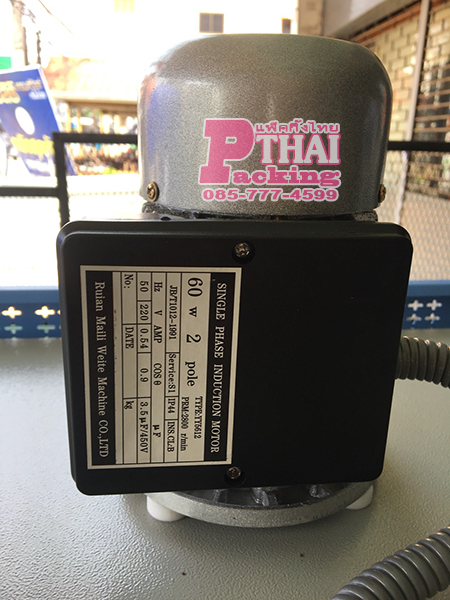 แพ็คกิ้งไทย
P THAI
Packing
085-777-4599
SINGLE PHASE INDUCTION MOTOR
60 w 2 pole
TYPE:YY5612
PRM:2800 r/min
JB/T1012-1991 Service:S1 IP44 INS.CL:B
Hz V AMP COS θ μF
50 220 0.54 0.9 3.5μF/450V
No: DATE kg
Ruian Maili Weite Machine CO.,LTD